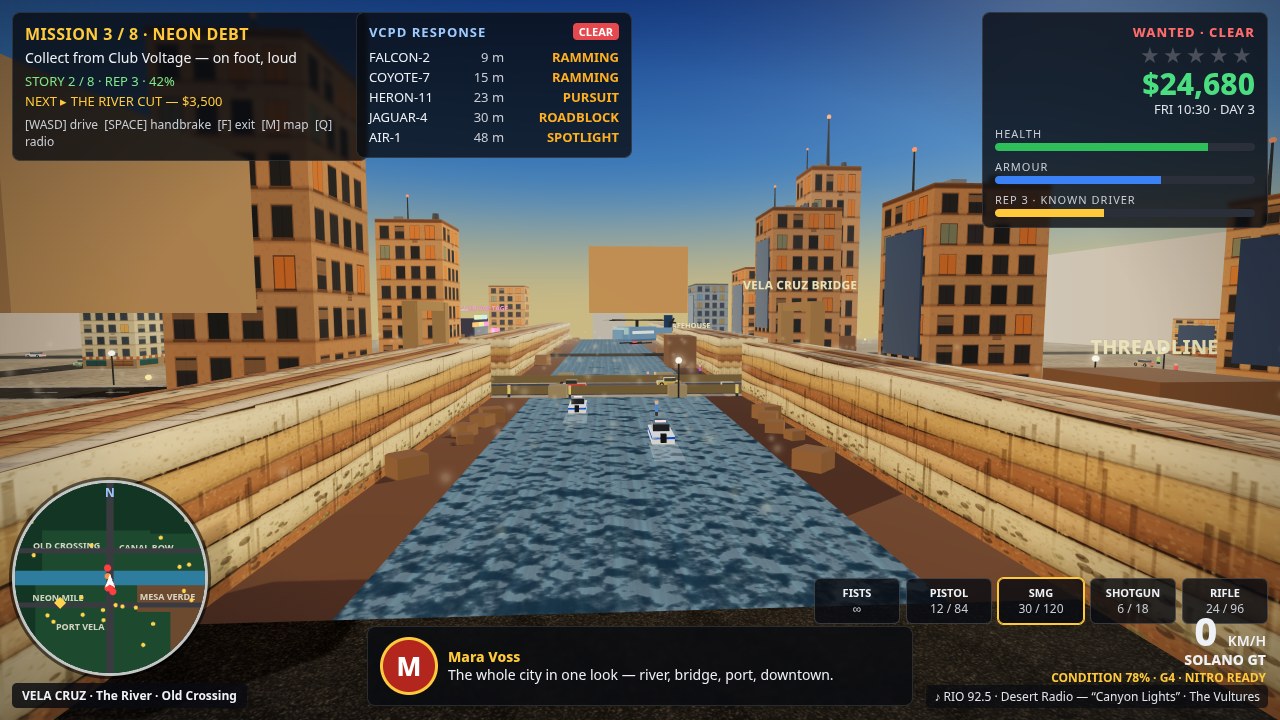 MISSION 3 / 8 · NEON DEBT
Collect from Club Voltage — on foot, loud
STORY 2 / 8 · REP 3 · 42%
NEXT ▸ THE RIVER CUT — $3,500
[WASD] drive [SPACE] handbrake [F] exit [M] map [Q]
radio
VCPD RESPONSE CLEAR
FALCON-2 9 m RAMMING
COYOTE-7 15 m RAMMING
HERON-11 23 m PURSUIT
JAGUAR-4 30 m ROADBLOCK
AIR-1 48 m SPOTLIGHT
WANTED · CLEAR
★★★★★
$24,680
FRI 10:30 · DAY 3
HEALTH
ARMOUR
REP 3 · KNOWN DRIVER
VELA CRUZ BRIDGE
THREADLINE
N
OLD CROSSING
CANAL ROW
NEON MILE
MESA VERDE
PORT VELA
VELA CRUZ · The River · Old Crossing
M
Mara Voss
The whole city in one look — river, bridge, port, downtown.
FISTS
∞
PISTOL
12 / 84
SMG
30 / 120
SHOTGUN
6 / 18
RIFLE
24 / 96
0 KM/H
SOLANO GT
CONDITION 78% · G4 · NITRO READY
♪ RIO 92.5 · Desert Radio — “Canyon Lights” · The Vultures